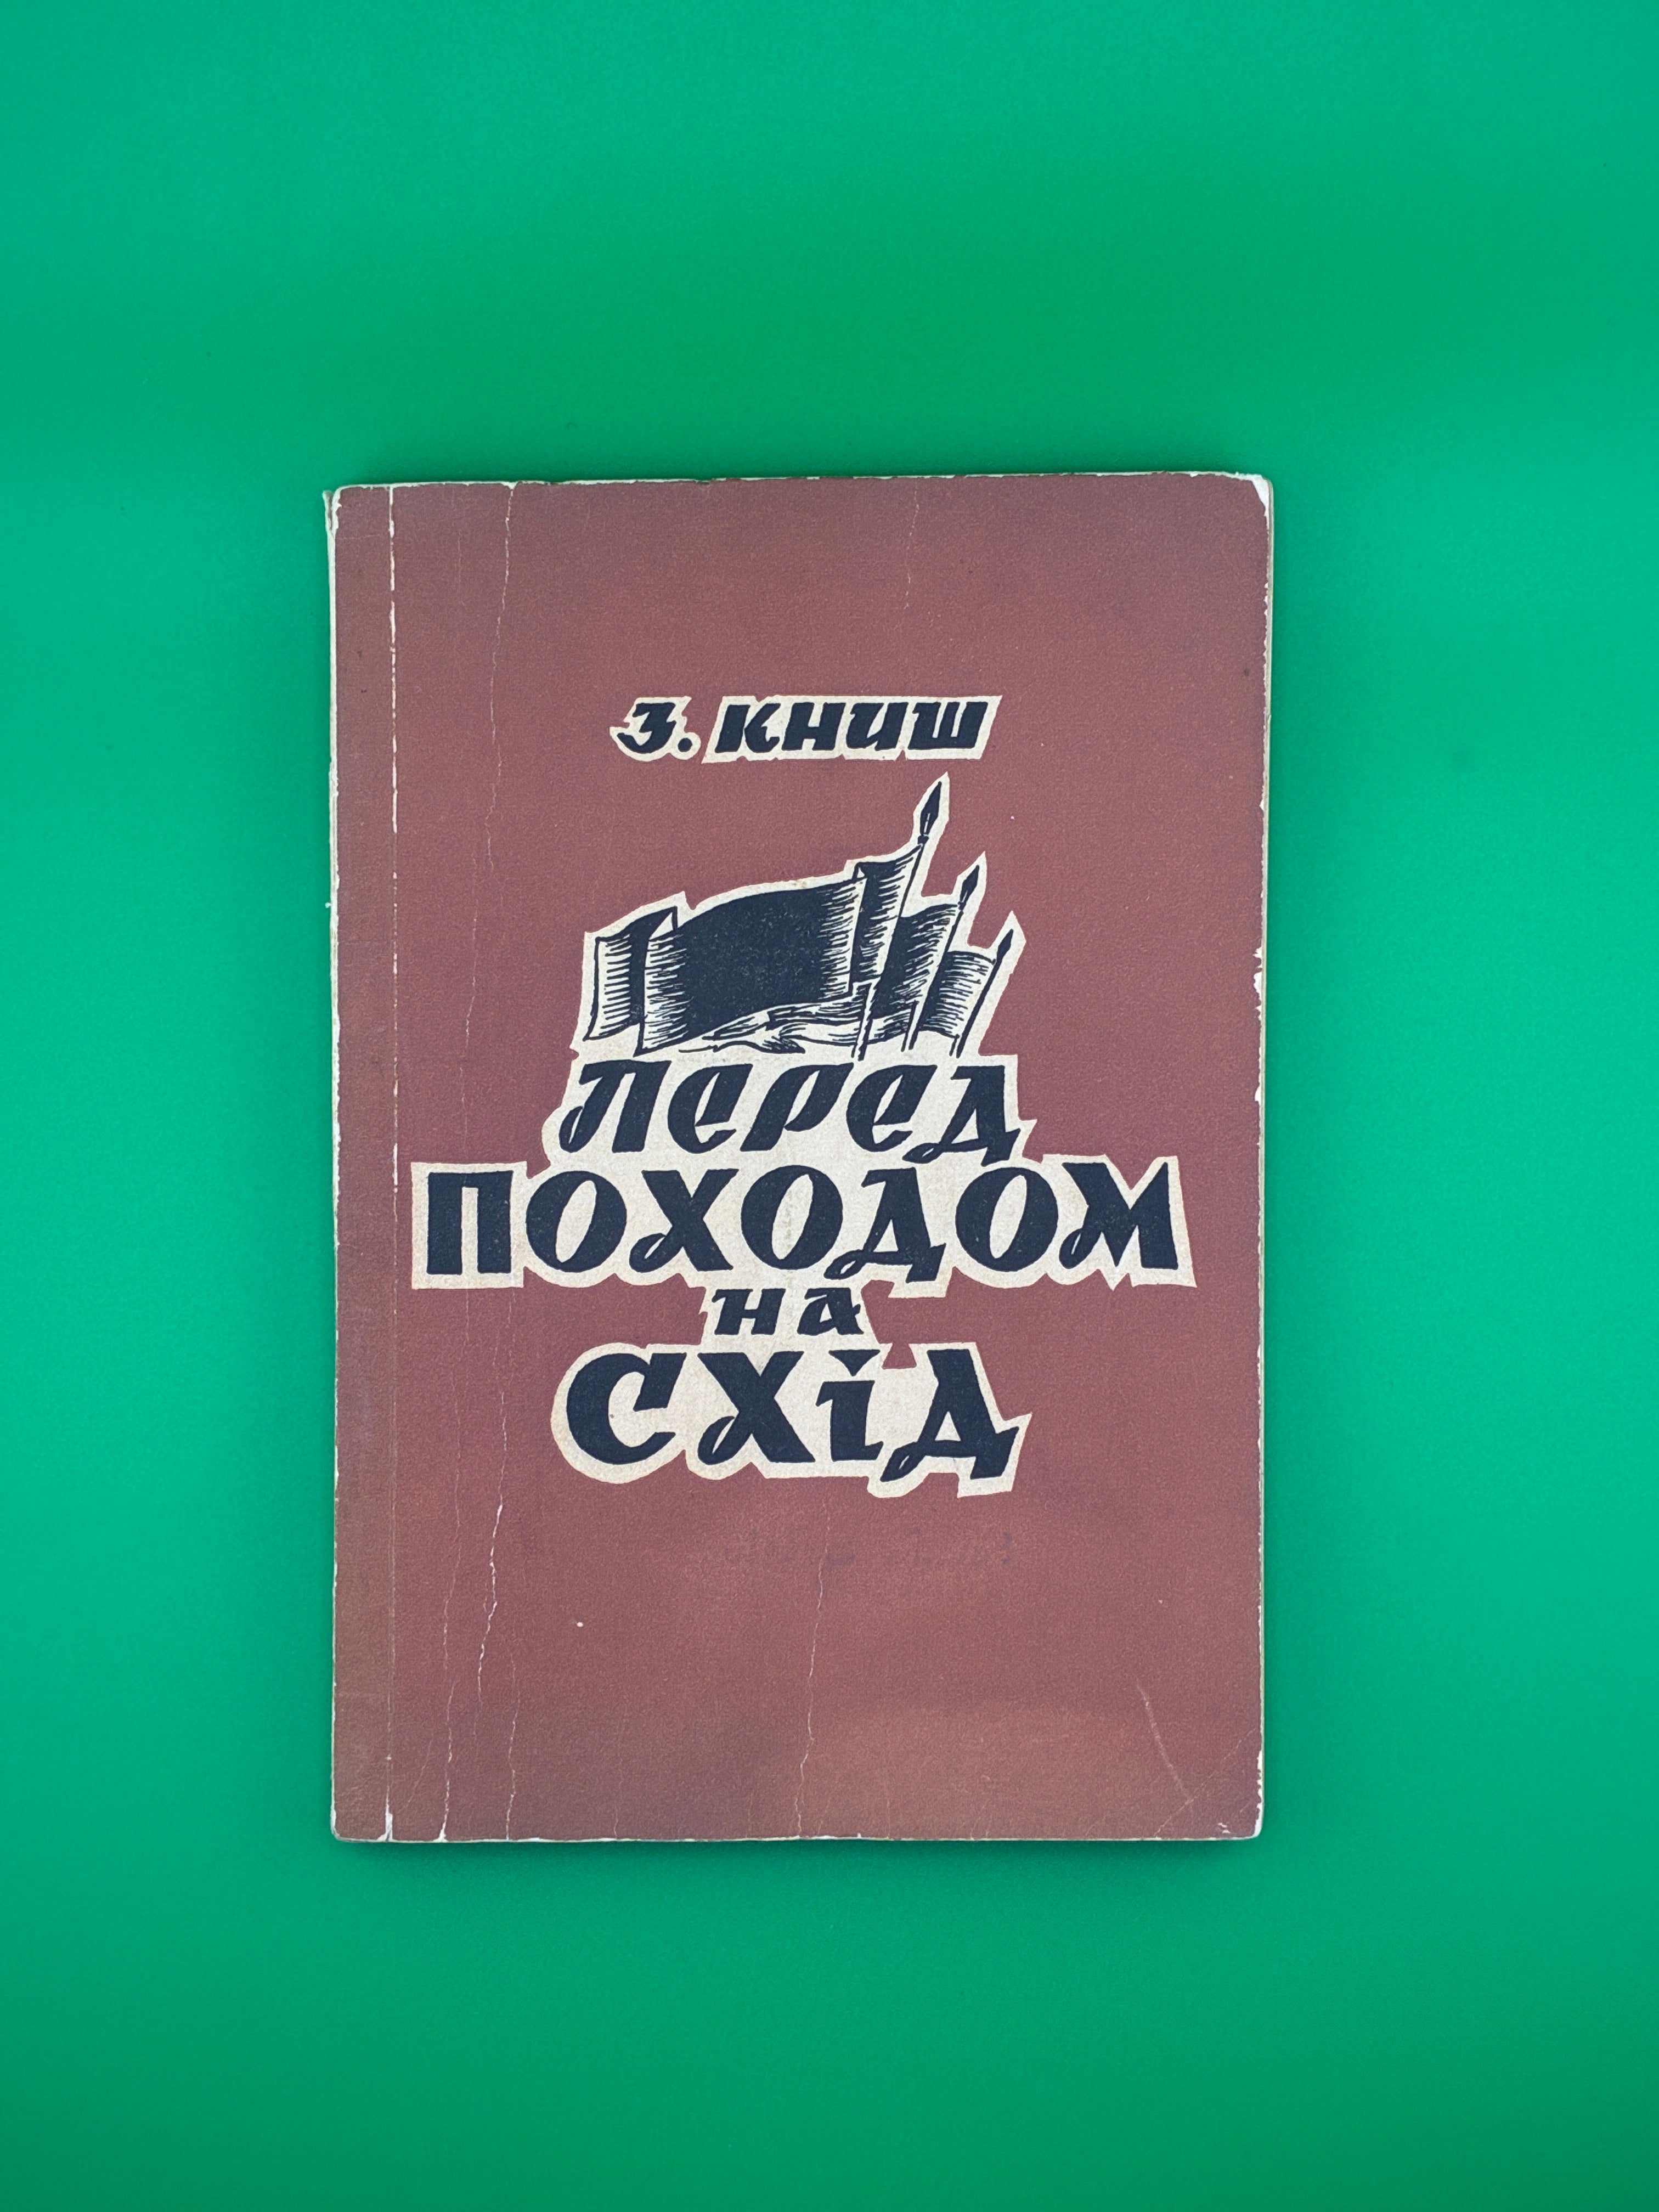 З. КНИШ
ПЕРЕД
ПОХОДОМ
НА
СХІД